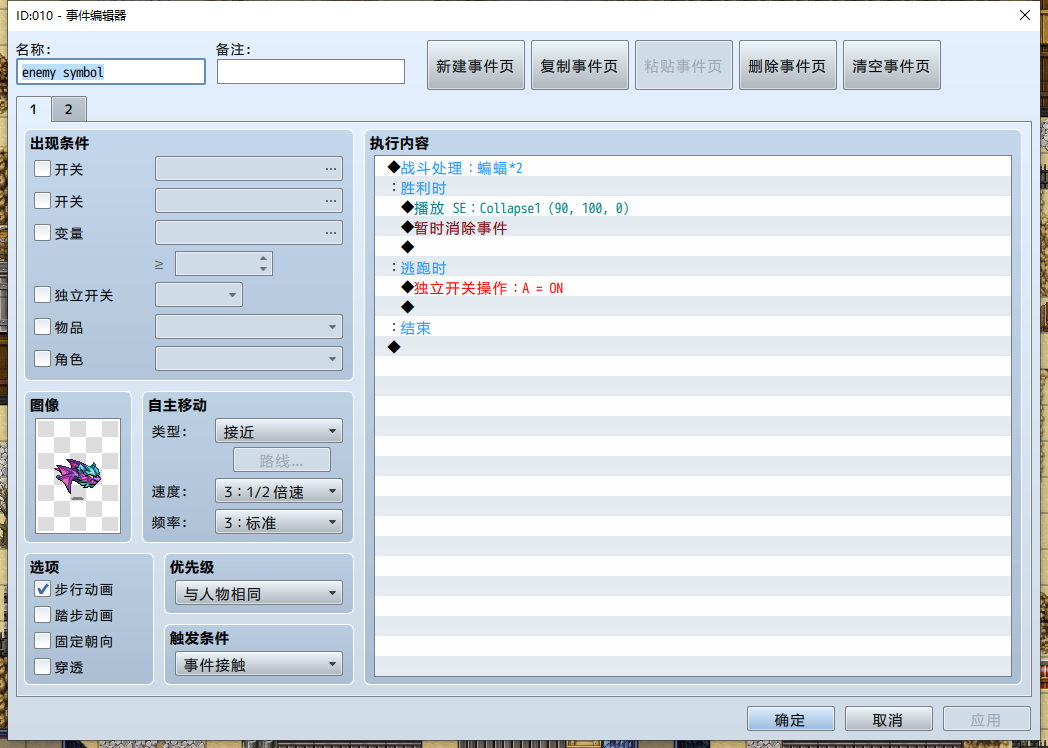 ID:010 - 事件编辑器
名称:
备注:
enemy symbol
新建事件页
复制事件页
粘贴事件页
删除事件页
清空事件页
1
2
出现条件
开关
...
开关
...
变量
...
≥
独立开关
物品
角色
图像
自主移动
类型:
接近
路线...
速度:
3 : 1/2 倍速
频率:
3 : 标准
选项
步行动画
踏步动画
固定朝向
穿透
优先级
与人物相同
触发条件
事件接触
执行内容
◆战斗处理：蝙蝠*2
：胜利时
◆播放 SE：Collapse1 (90, 100, 0)
◆暂时消除事件
◆
：逃跑时
◆独立开关操作：A = ON
◆
：结束
◆
确定
取消
应用